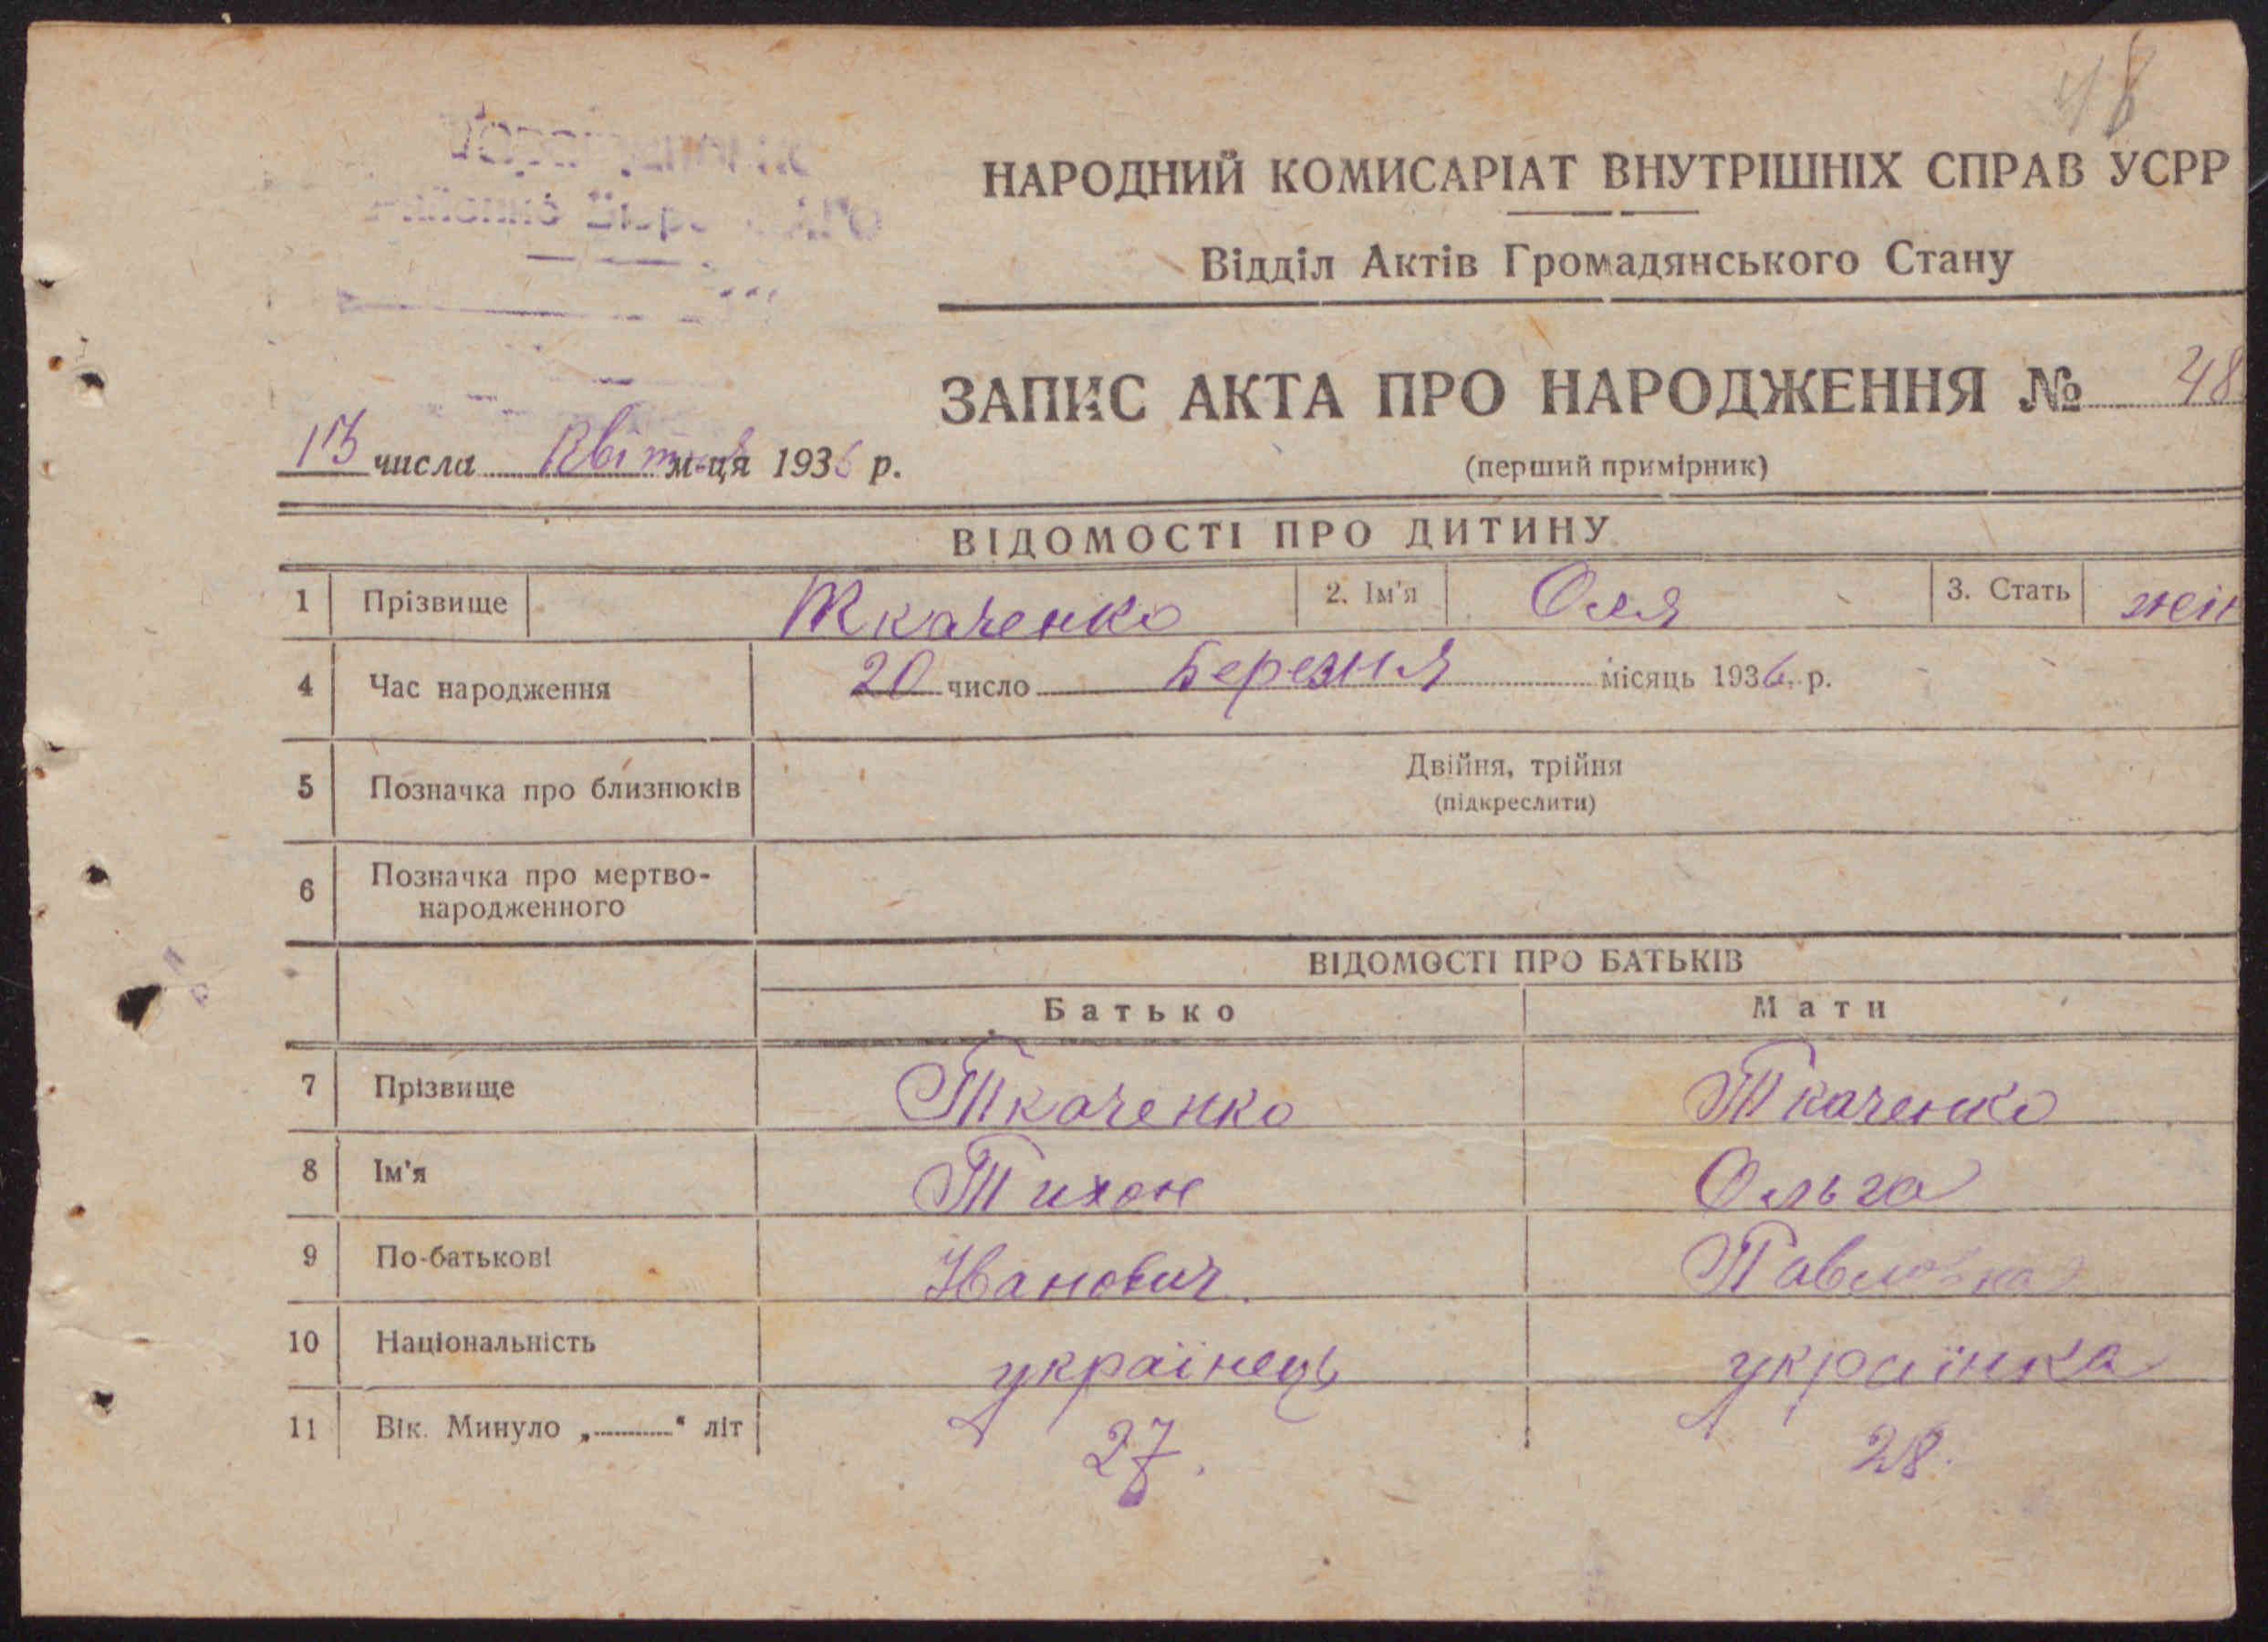 48
НАРОДНИЙ КОМИСАРІАТ ВНУТРІШНІХ СПРАВ УСРР
Відділ Актів Громадянського Стану
ЗАПИС АКТА ПРО НАРОДЖЕННЯ № 48
13 числа Квітня м-ця 1936 р.
(перший примірник)
ВІДОМОСТІ ПРО ДИТИНУ
1 Прізвище Ткаченко 2. Ім'я Оля 3. Стать жін
4 Час народження 20 число Березня місяць 1936 р.
5 Позначка про близнюків Двійня, трійня
(підкреслити)
6 Позначка про мертво-
народженного
ВІДОМОСТІ ПРО БАТЬКІВ
Батько Мати
7 Прізвище Ткаченко Ткаченко
8 Ім'я Тихон Ольга
9 По-батькові Иванович. Павловна
10 Національність українець українка
11 Вік. Минуло „............“ літ 27. 28.